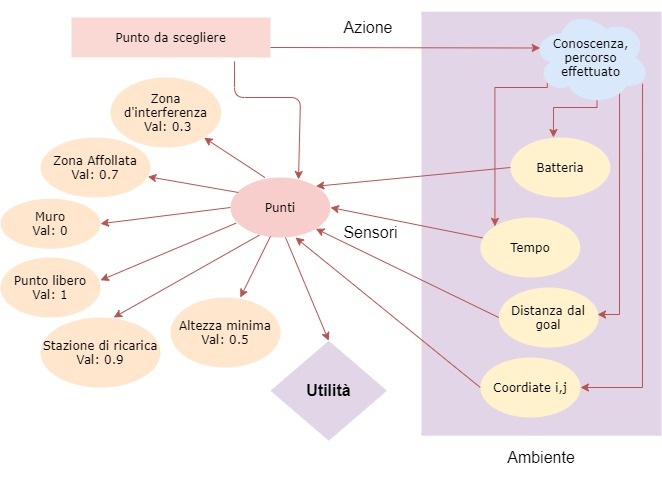 Punto da scegliere
Azione
Conoscenza,
percorso
effettuato
Zona
d'interferenza
Val: 0.3
Zona Affollata
Val: 0.7
Batteria
Muro
Val: 0
Punti
Sensori
Tempo
Punto libero
Val: 1
Distanza dal
goal
Altezza minima
Val: 0.5
Stazione di ricarica
Val: 0.9
Utilità
Coordiate i,j
Ambiente